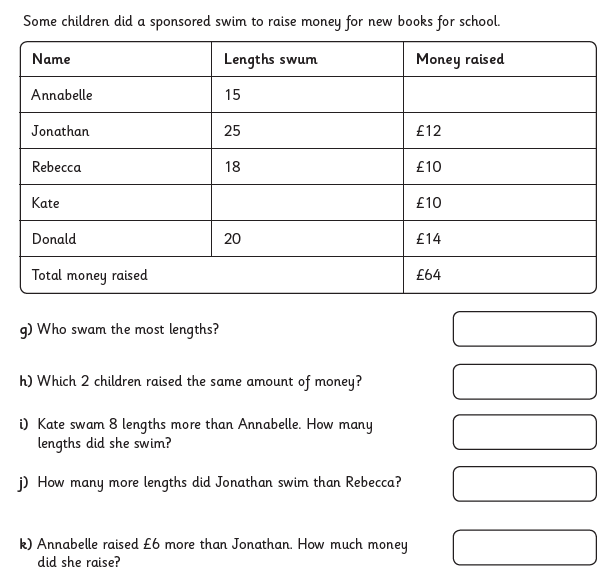 Some children did a sponsored swim to raise money for new books for school.
Name Lengths swum Money raised
Annabelle 15
Jonathan 25 £12
Rebecca 18 £10
Kate £10
Donald 20 £14
Total money raised £64
g) Who swam the most lengths?
h) Which 2 children raised the same amount of money?
i) Kate swam 8 lengths more than Annabelle. How many
lengths did she swim?
j) How many more lengths did Jonathan swim than Rebecca?
k) Annabelle raised £6 more than Jonathan. How much money
did she raise?